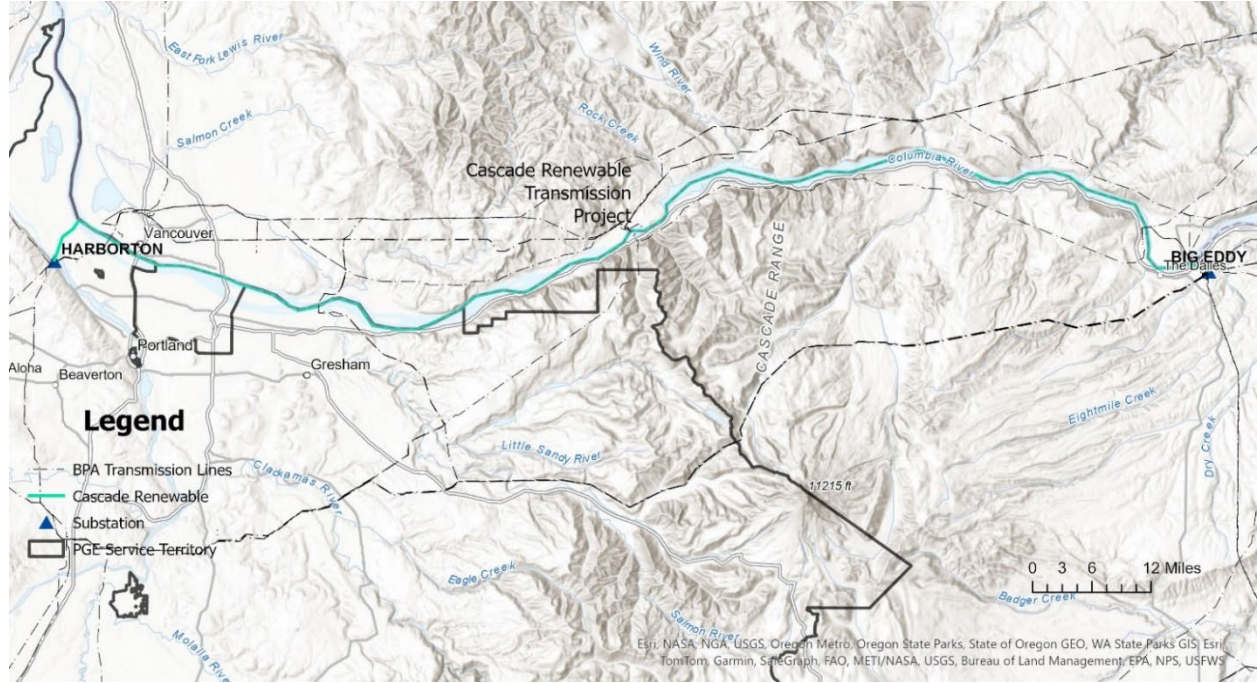 East Fork Lewis River
Wind River
Salmon Creek
Rock Creek
Cascade Renewable
Transmission
Project
Columbia River
Vancouver
HARBORTON
BIG EDDY
The Dalles
CASCADE RANGE
Portland
Aloha
Beaverton
Gresham
Eightmile Creek
Dry Creek
Legend
BPA Transmission Lines
Cascade Renewable
Substation
PGE Service Territory
Clackamas River
Little Sandy River
11215 ft
Eagle Creek
Salmon River
Badger Creek
Molalla River
0 3 6 12 Miles
Esri, NASA, NGA, USGS, Oregon Metro, Oregon State Parks, State of Oregon GEO, WA State Parks GIS, Esri,
TomTom, Garmin, SafeGraph, FAO, METI/NASA, USGS, Bureau of Land Management, EPA, NPS, USFWS